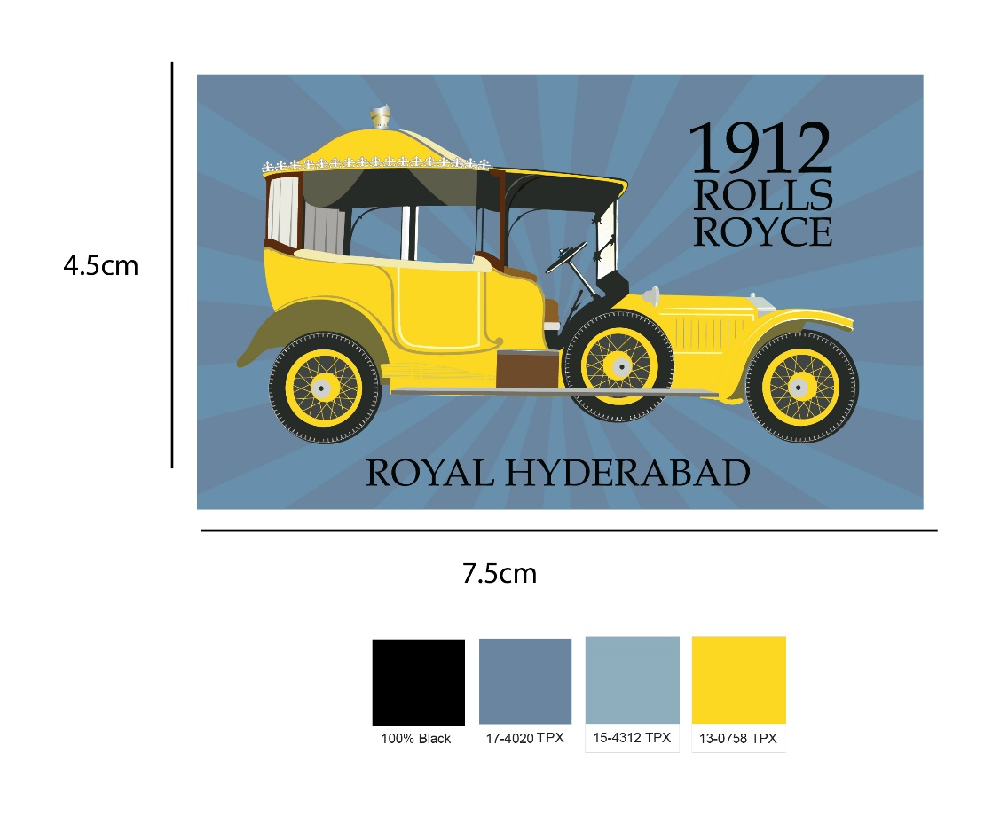 1912
ROLLS
ROYCE
4.5cm
ROYAL HYDERABAD
7.5cm
100% Black
17-4020 TPX
15-4312 TPX
13-0758 TPX